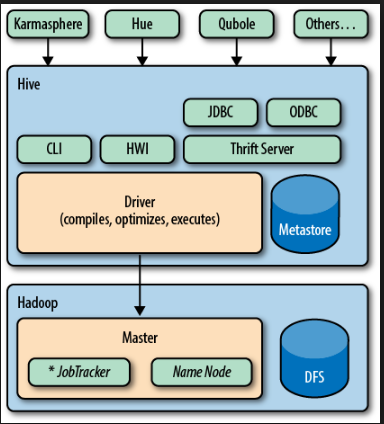 Karmasphere
Hue
Qubole
Others...
Hive
JDBC
ODBC
CLI
HWI
Thrift Server
Driver
(compiles, optimizes, executes)
Metastore
Hadoop
Master
* JobTracker
Name Node
DFS